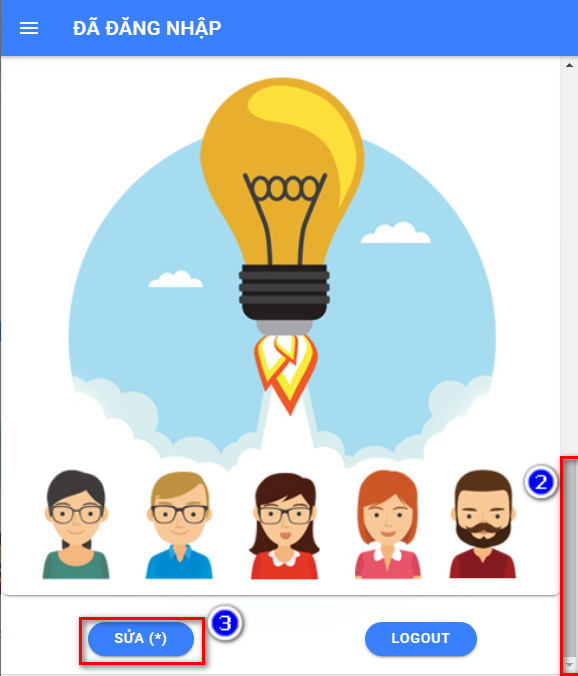 ĐÃ ĐĂNG NHẬP
2
3
SỬA (*)
LOGOUT